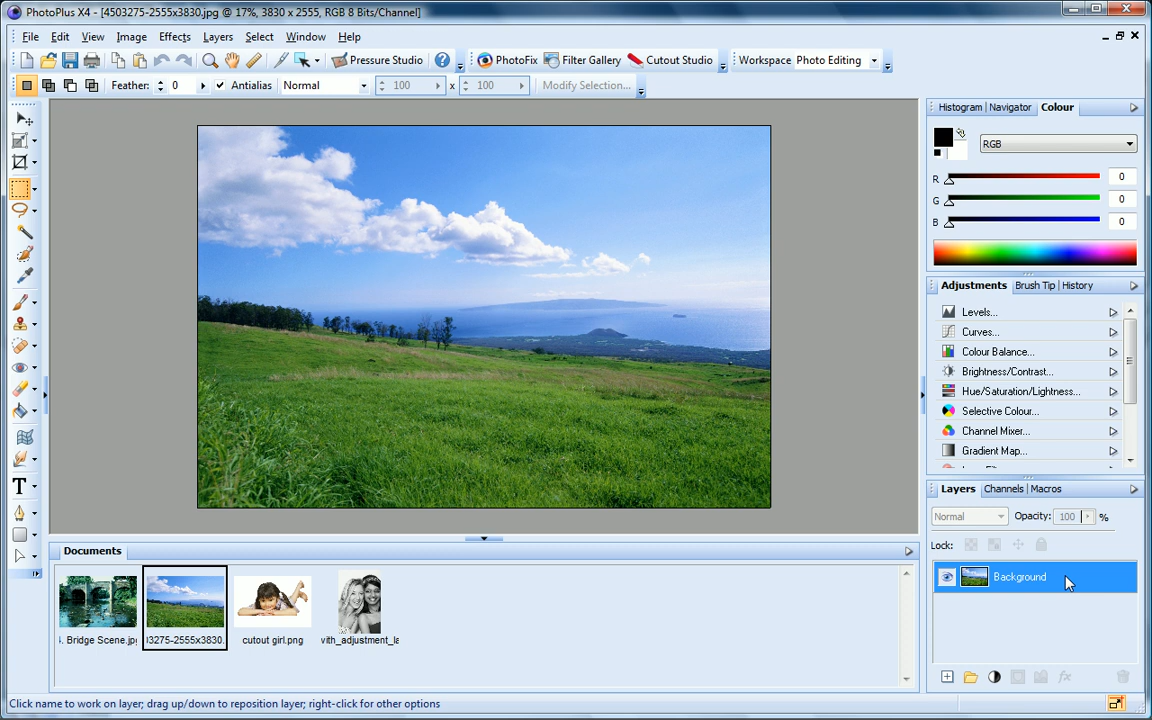 PhotoPlus X4 - [4503275-2555x3830.jpg @ 17%, 3830 x 2555, RGB 8 Bits/Channel]
File Edit View Image Effects Layers Select Window Help
Pressure Studio PhotoFix Filter Gallery Cutout Studio Workspace Photo Editing
Feather: 0 Antialias Normal 100 x 100 Modify Selection...
Histogram | Navigator Colour
RGB
R 0
G 0
B 0
Adjustments Brush Tip | History
Levels...
Curves...
Colour Balance...
Brightness/Contrast...
Hue/Saturation/Lightness...
Selective Colour...
Channel Mixer...
Gradient Map...
Layers Channels | Macros
Normal Opacity: 100 %
Lock:
Background
fx
T
Documents
. Bridge Scene.jpg
3275-2555x3830.
cutout girl.png
vith_adjustment_la
Click name to work on layer; drag up/down to reposition layer; right-click for other options